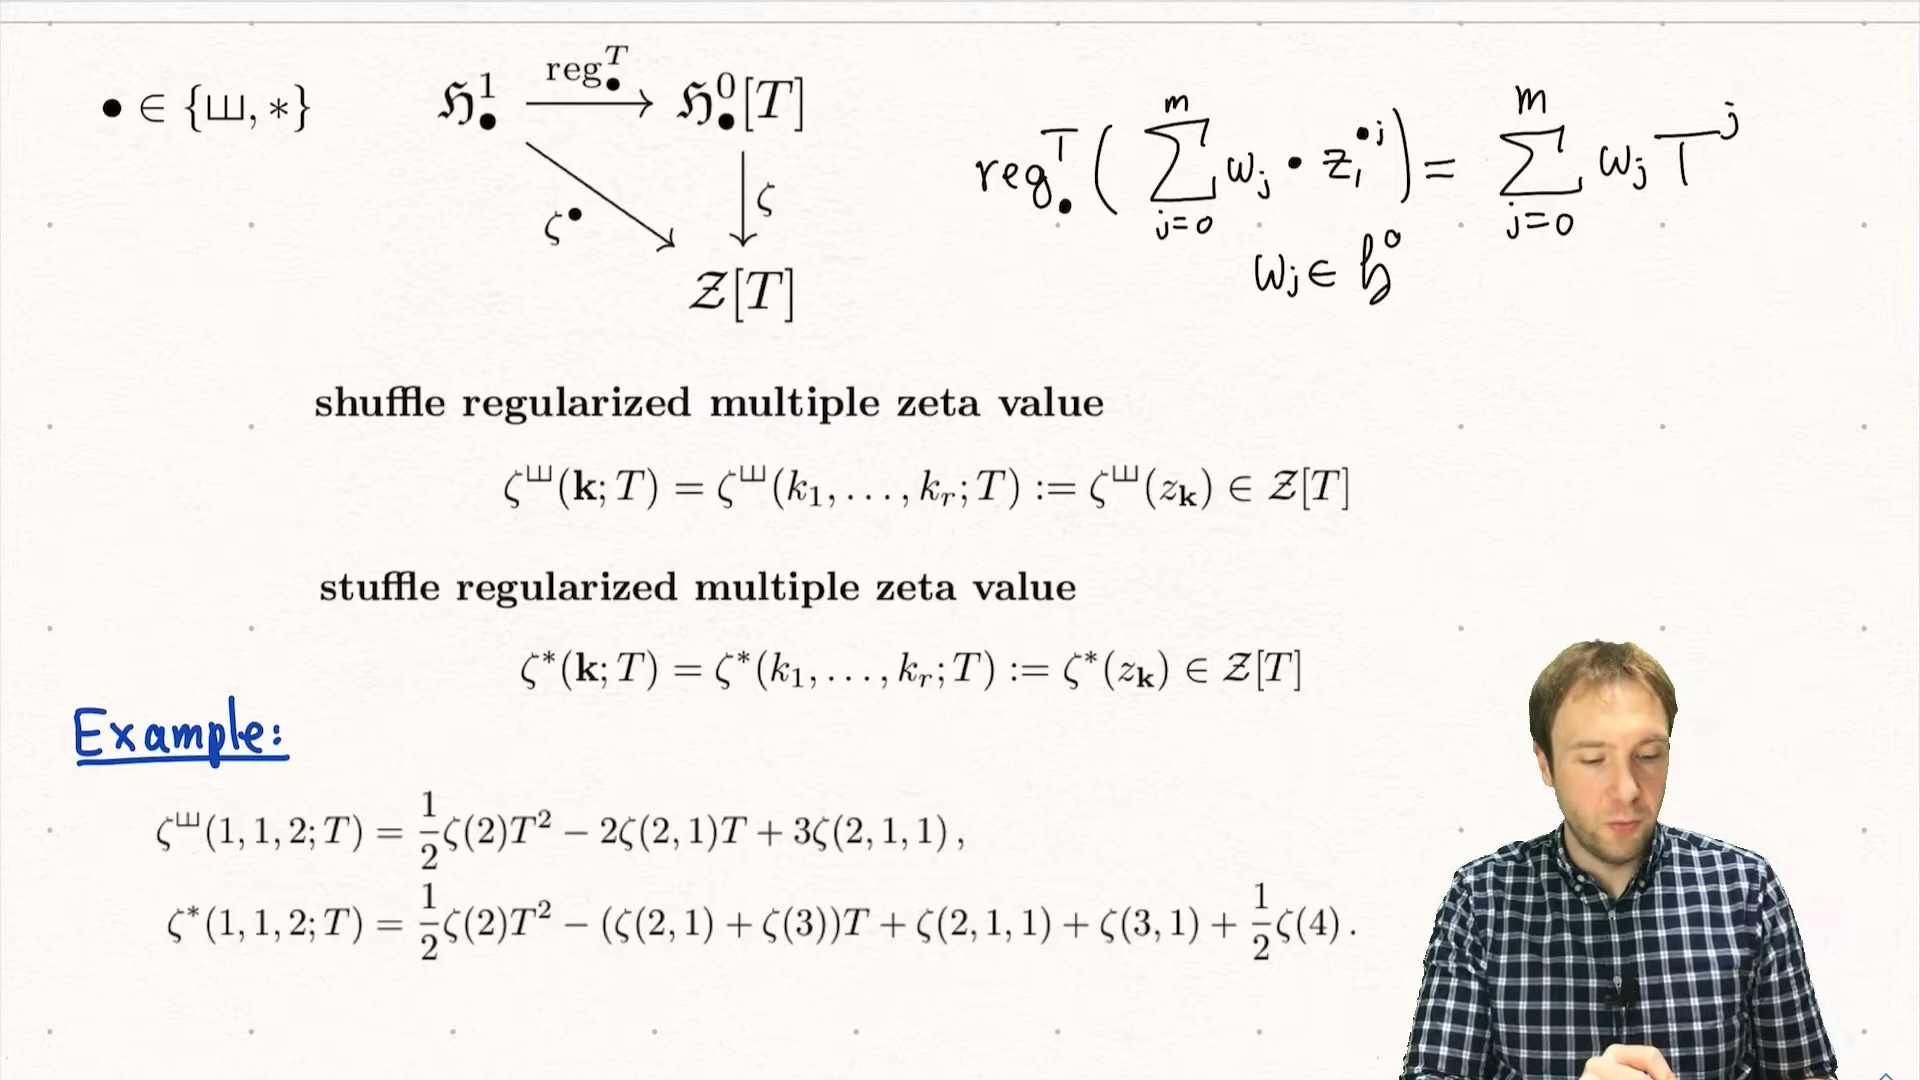 • ∈ {ш, *}
ℌ¹• reg•ᵀ ℌ⁰•[T]
ζ• ζ
𝒵[T]
reg•ᵀ ( ∑_{j=0}^{m} w_j • z_1^{•j} ) = ∑_{j=0}^{m} w_j T^j
w_j ∈ 𝔥⁰
shuffle regularized multiple zeta value
ζ^ш(𝐤; T) = ζ^ш(k₁, . . . , k_r; T) := ζ^ш(z_𝐤) ∈ 𝒵[T]
stuffle regularized multiple zeta value
ζ*(𝐤; T) = ζ*(k₁, . . . , k_r; T) := ζ*(z_𝐤) ∈ 𝒵[T]
Example:
ζ^ш(1, 1, 2; T) = 1/2 ζ(2)T² − 2ζ(2, 1)T + 3ζ(2, 1, 1) ,
ζ*(1, 1, 2; T) = 1/2 ζ(2)T² − (ζ(2, 1) + ζ(3))T + ζ(2, 1, 1) + ζ(3, 1) + 1/2 ζ(4) .